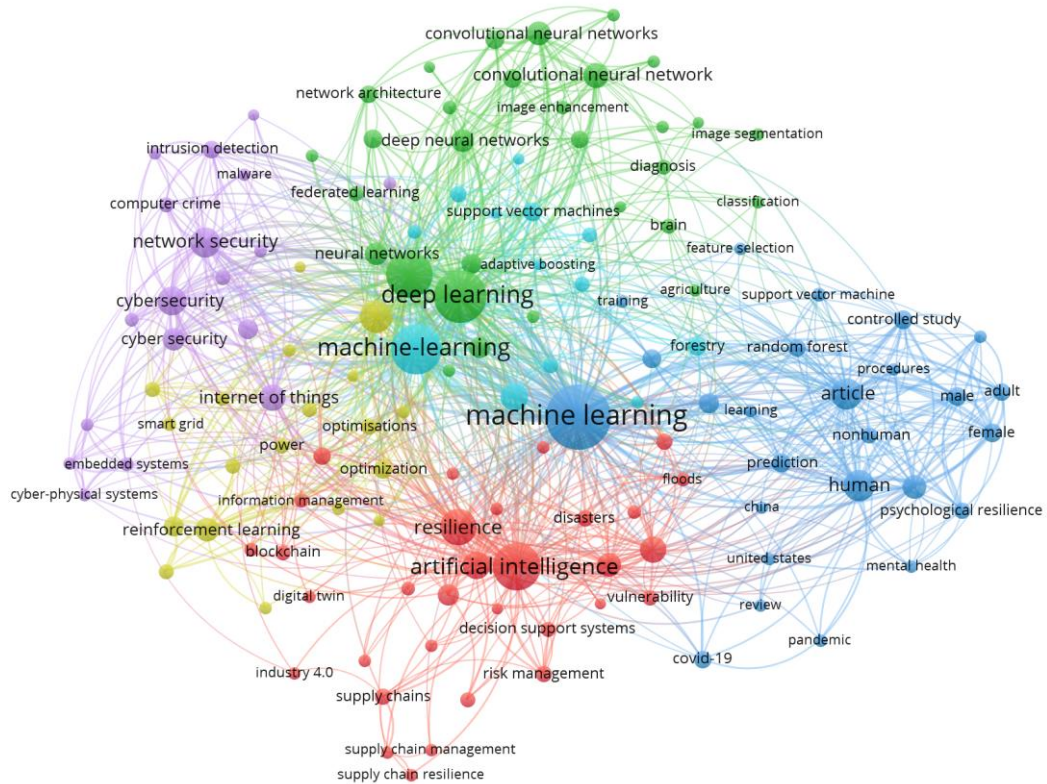 convolutional neural networks
convolutional neural network
network architecture
image enhancement
deep neural networks
image segmentation
intrusion detection
malware
diagnosis
federated learning
computer crime
support vector machines
classification
brain
network security
neural networks
feature selection
adaptive boosting
cybersecurity
deep learning
training
agriculture
support vector machine
controlled study
cyber security
machine-learning
forestry
random forest
procedures
internet of things
article
male
adult
smart grid
optimisations
machine learning
learning
power
nonhuman
female
embedded systems
optimization
prediction
cyber-physical systems
information management
floods
human
psychological resilience
reinforcement learning
resilience
disasters
china
blockchain
artificial intelligence
united states
mental health
digital twin
vulnerability
review
decision support systems
pandemic
industry 4.0
risk management
covid-19
supply chains
supply chain management
supply chain resilience